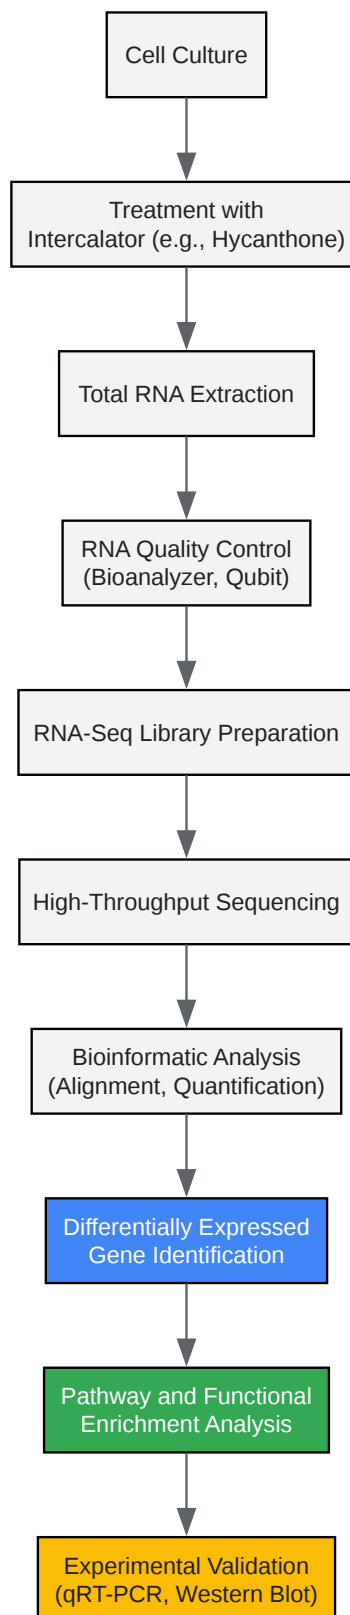 Cell Culture
Treatment with
Intercalator (e.g., Hycanthone)
Total RNA Extraction
RNA Quality Control
(Bioanalyzer, Qubit)
RNA-Seq Library Preparation
High-Throughput Sequencing
Bioinformatic Analysis
(Alignment, Quantification)
Differentially Expressed
Gene Identification
Pathway and Functional
Enrichment Analysis
Experimental Validation
(qRT-PCR, Western Blot)